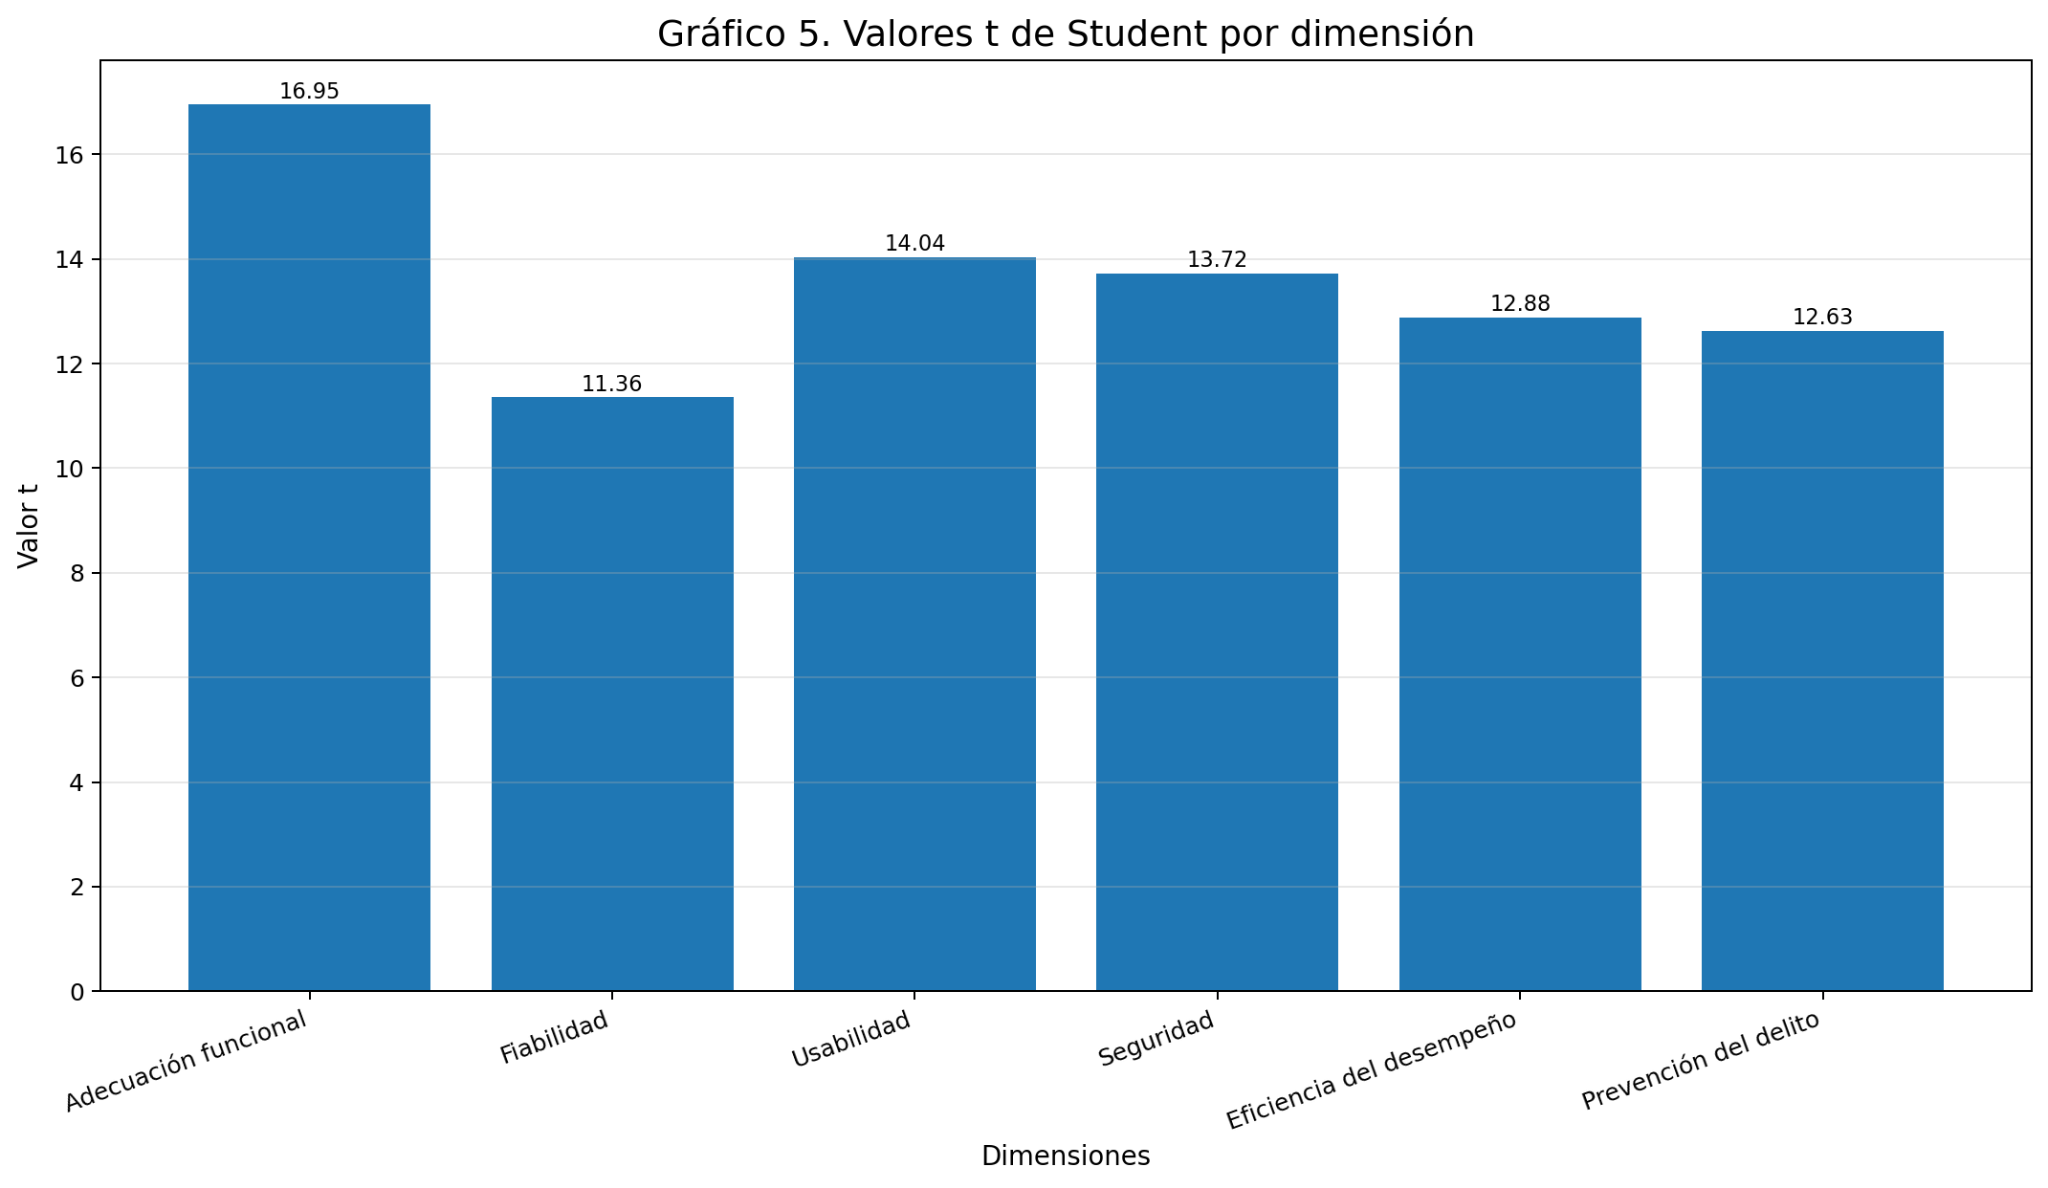 Gráfico 5. Valores t de Student por dimensión
16.95
11.36
14.04
13.72
12.88
12.63
16
14
12
10
8
6
4
2
0
Valor t
Adecuación funcional
Fiabilidad
Usabilidad
Seguridad
Eficiencia del desempeño
Prevención del delito
Dimensiones